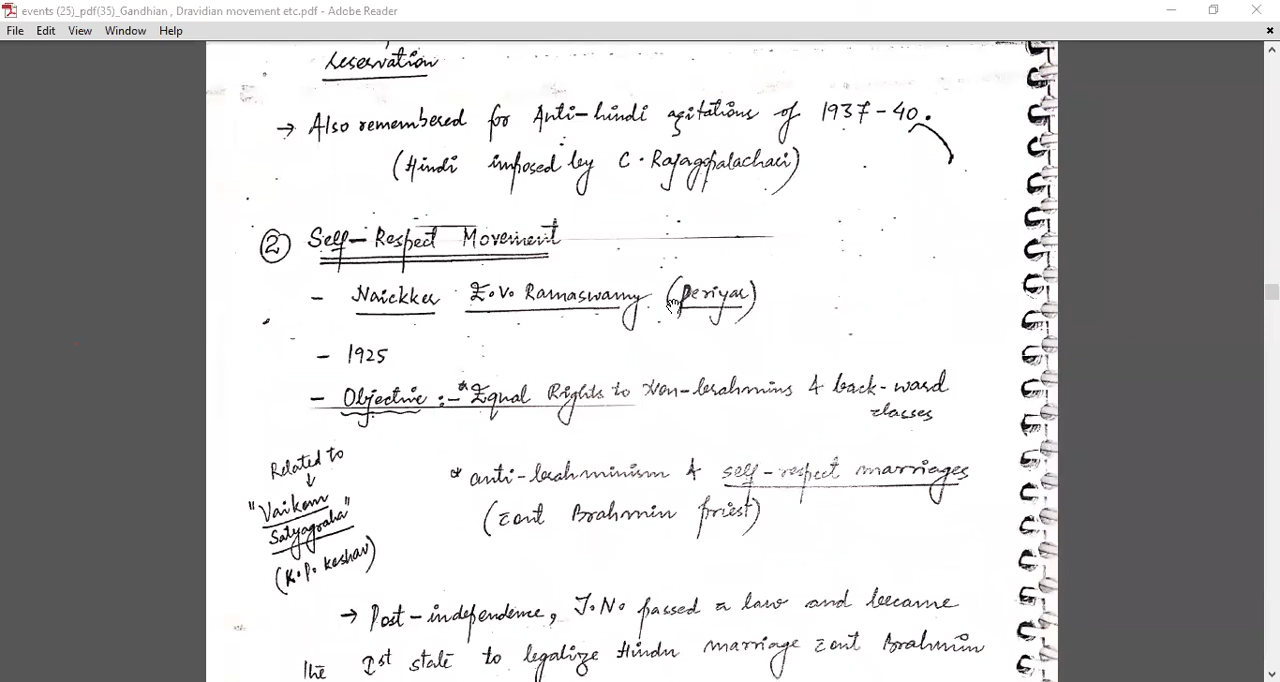 events (25)_pdf(35)_Gandhian , Dravidian movement etc.pdf - Adobe Reader
File Edit View Window Help
Reservation
→ Also remembered for Anti-hindi agitations of 1937-40.
(Hindi imposed by C. Rajagopalachari)
② Self-Respect Movement
- Naickker E.V. Ramaswamy (Periyar)
- 1925
- Objective :- * Equal Rights to Non-brahmins & back-ward
classes
Related to
↓
"Vaikom
Satyagraha"
(K.P. Keshav)
* anti-brahminism & self-respect marriages
(Brahmin priest)
→ Post-independence, T.N. passed a law and became
the 1st state to legalize Hindu marriage Brahmin